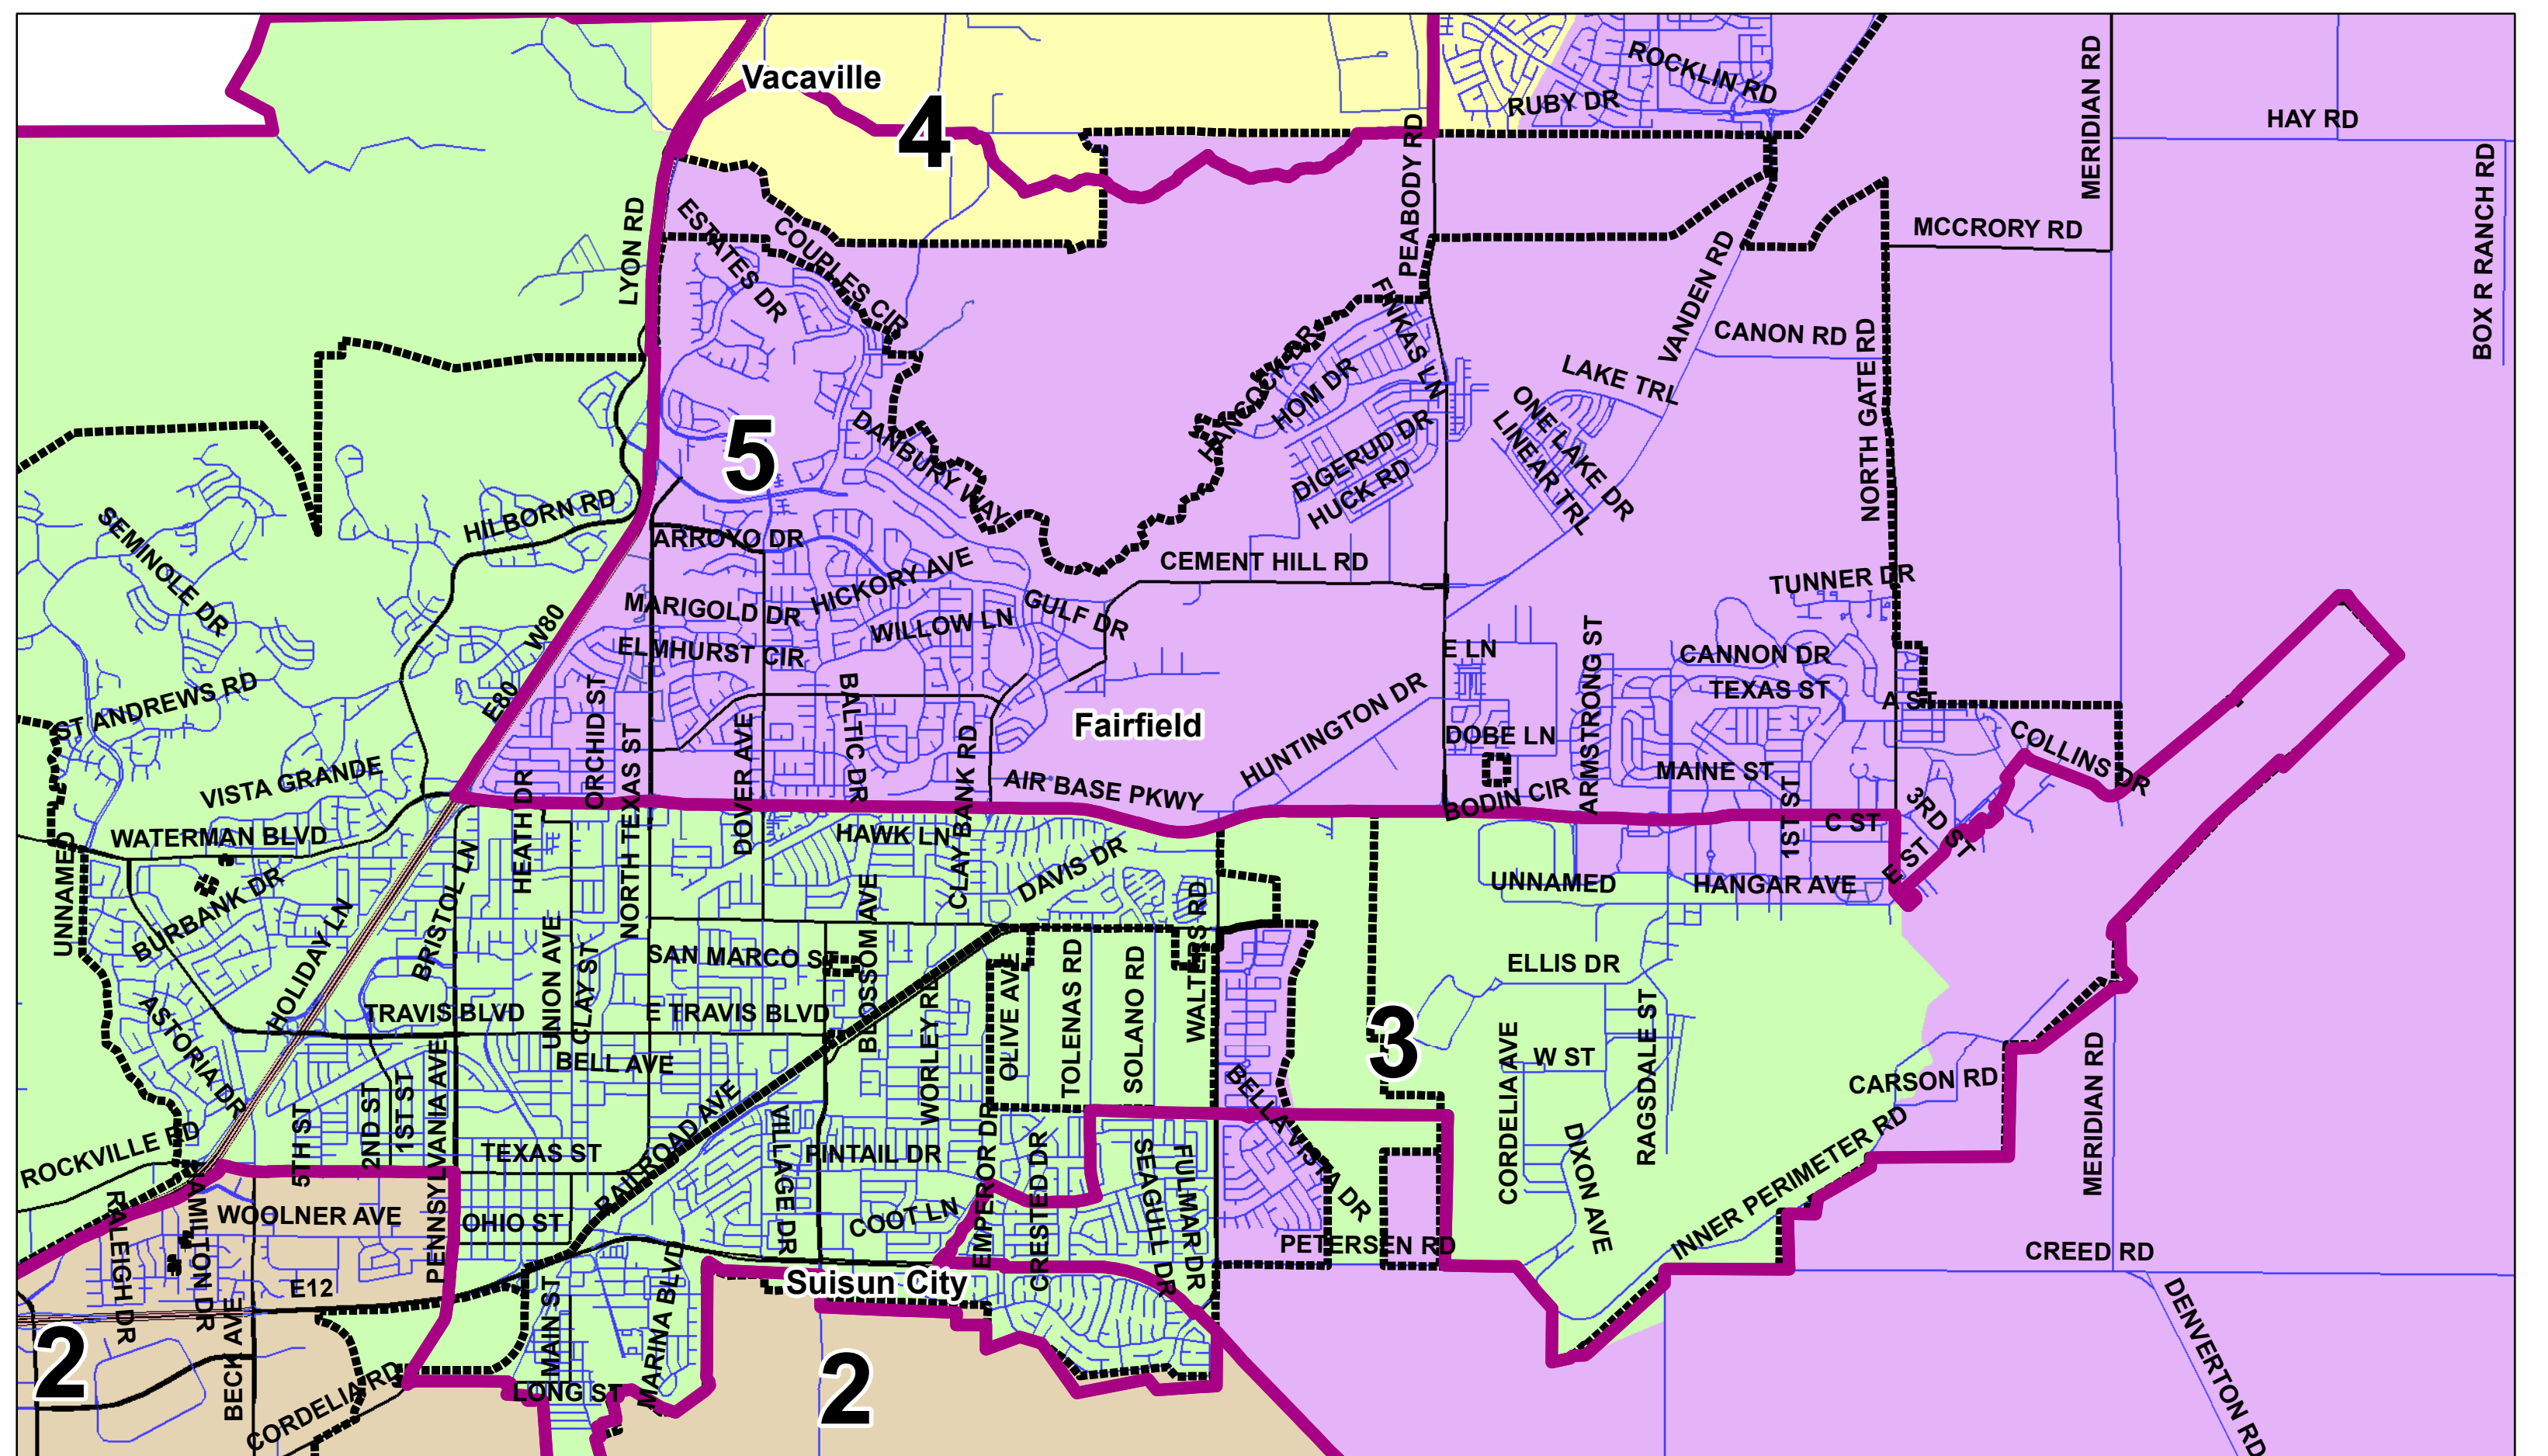 ROCKLIN RD
RUBY DR
MERIDIAN RD
HAY RD
BOX R RANCH RD
Vacaville
4
PEABODY RD
LYON RD
ESTATES DR
COUPLES CIR
MCCRORY RD
VANDEN RD
CANON RD
NORTH GATE RD
FINKAS LN
HANCOCK DR
HOM DR
LAKE TRL
ONE LAKE DR
LINEAR TRL
DIGERUD DR
HUCK RD
5
DANBURY WAY
HILBORN RD
SEMINOLE DR
ARROYO DR
CEMENT HILL RD
HICKORY AVE
MARIGOLD DR
WILLOW LN
GULF DR
ELMHURST CIR
TUNNER DR
W80
E80
E LN
CANNON DR
TEXAS ST
A ST
ST ANDREWS RD
ORCHID ST
NORTH TEXAS ST
BALTIC DR
DOVER AVE
CLAY BANK RD
Fairfield
HUNTINGTON DR
DOBE LN
ARMSTRONG ST
COLLINS DR
VISTA GRANDE
HEATH DR
AIR BASE PKWY
BODIN CIR
MAINE ST
1ST ST
3RD ST
C ST
E ST
WATERMAN BLVD
UNNAMED
HAWK LN
DAVIS DR
UNNAMED
HANGAR AVE
BURBANK DR
BRISTOL LN
HOLIDAY LN
UNION AVE
CLAY ST
SAN MARCO ST
BLOSSOM AVE
WALTERS RD
ELLIS DR
ASTORIA DR
TRAVIS BLVD
E TRAVIS BLVD
WORLEY RD
OLIVE AVE
TOLENAS RD
SOLANO RD
3
CORDELIA AVE
W ST
RAGSDALE ST
BELL AVE
BELLA VISTA DR
CARSON RD
MERIDIAN RD
5TH ST
2ND ST
1ST ST
PENNSYLVANIA AVE
RAILROAD AVE
VILLAGE DR
PINTAIL DR
EMPEROR DR
CRESTED DR
SEAGULL DR
FULMAR DR
DIXON AVE
INNER PERIMETER RD
ROCKVILLE RD
TEXAS ST
RALEIGH DR
HAMILTON DR
WOOLNER AVE
OHIO ST
COOT LN
PETERSEN RD
CREED RD
E12
BECK AVE
MAIN ST
MARINA BLVD
Suisun City
DENVERTON RD
2
2
CORDELIA RD
LONG ST